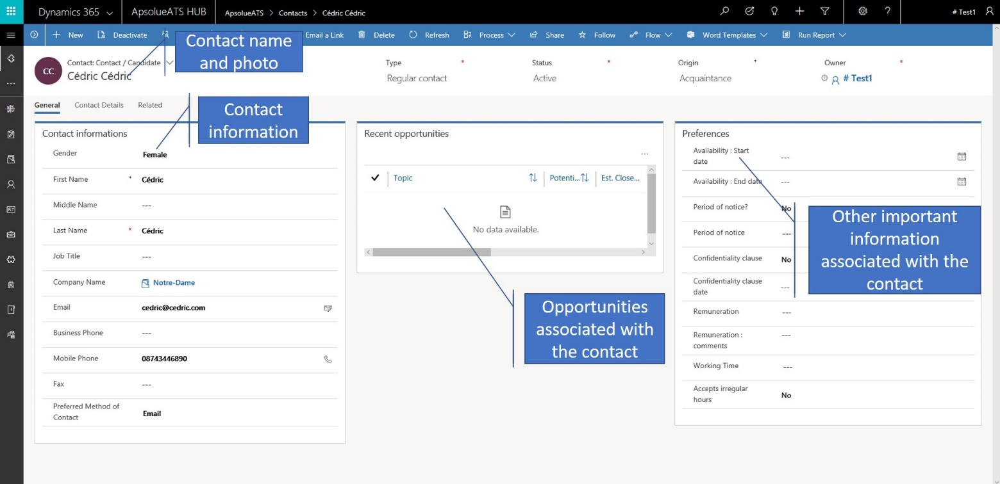 Dynamics 365
ApsolueATS HUB
ApsolueATS > Contacts > Cédric Cédric
# Test1
New
Deactivate
Email a Link
Delete
Refresh
Process
Share
Follow
Flow
Word Templates
Run Report
Contact name
and photo
CC
Contact: Contact / Candidate
Cédric Cédric
Type *
Regular contact
Status *
Active
Origin +
Acquaintance
Owner *
# Test1
General
Contact Details
Related
Contact
information
Contact informations
Gender Female
First Name + Cédric
Middle Name ---
Last Name * Cédric
Job Title ---
Company Name Notre-Dame
Email cedric@cedric.com
Business Phone ---
Mobile Phone 08743446890
Fax ---
Preferred Method of
Contact
Email
Recent opportunities
...
Topic
Potenti...
Est. Close...
No data available.
Opportunities
associated with
the contact
Preferences
Availability : Start
date
---
Availability : End date ---
Period of notice? No
Period of notice ---
Confidentiality clause No
Confidentiality clause
date
---
Remuneration ---
Remuneration :
comments
---
Working Time ---
Accepts irregular
hours
No
Other important
information
associated with the
contact